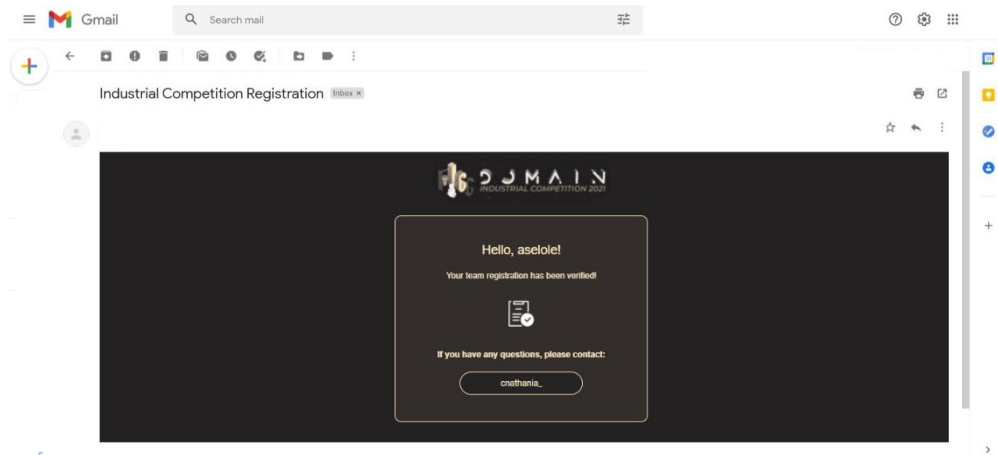 Gmail
Search mail
Industrial Competition Registration Inbox ×
DOMAIN
INDUSTRIAL COMPETITION 2021
Hello, aselole!
Your team registration has been verified!
If you have any questions, please contact:
cnathania_